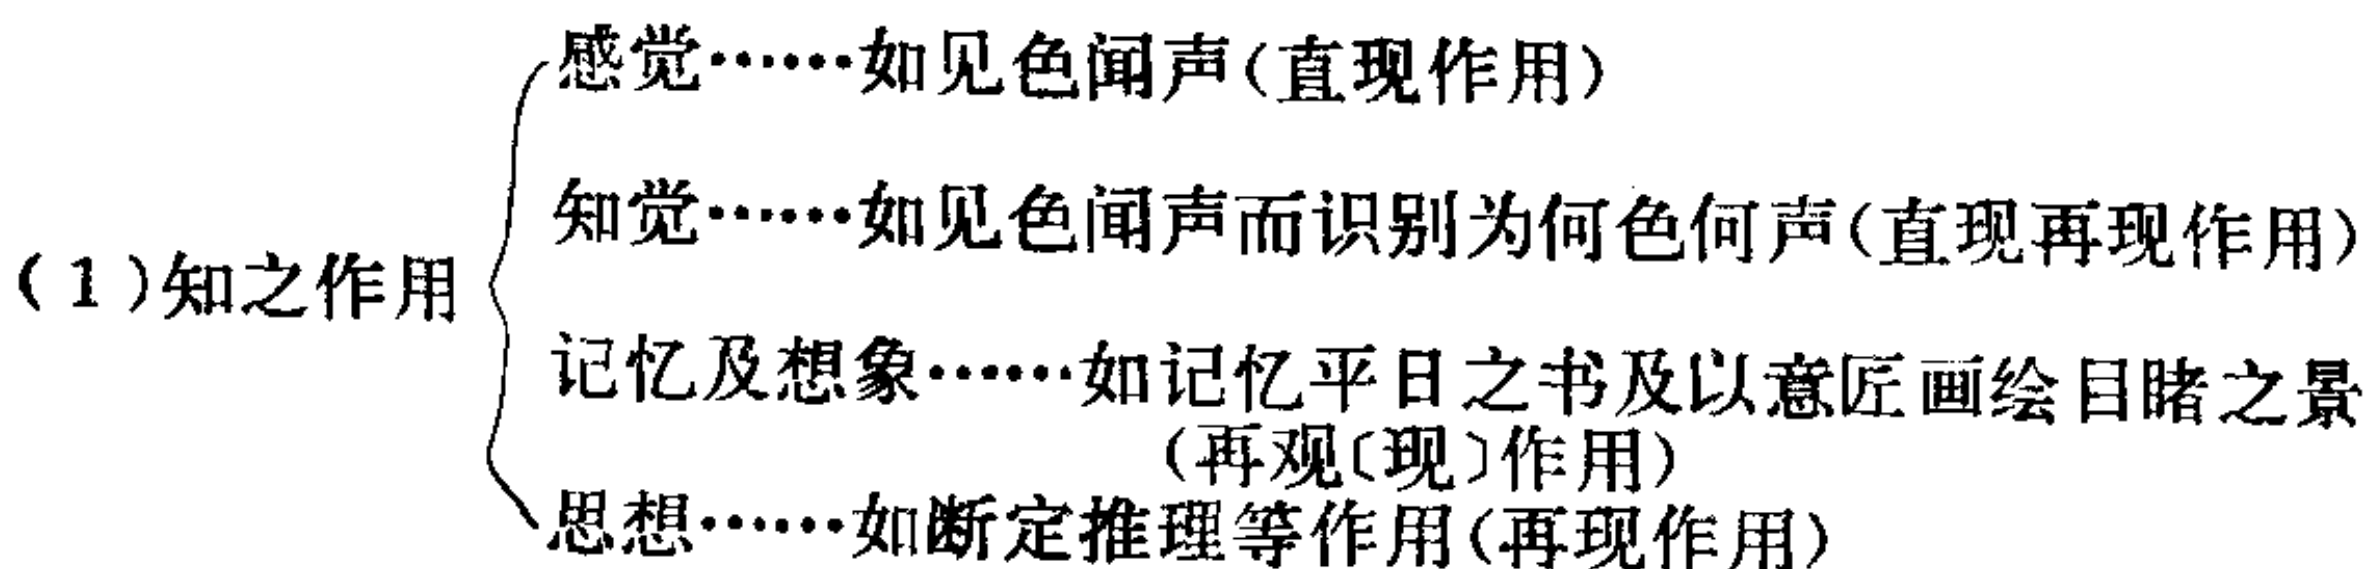 感觉……如见色闻声(直现作用)
知觉……如见色闻声而识别为何色何声(直现再现作用)
(1)知之作用
记忆及想象……如记忆平日之书及以意匠画绘目睹之景
(再观〔现〕作用)
思想……如断定推理等作用(再现作用)